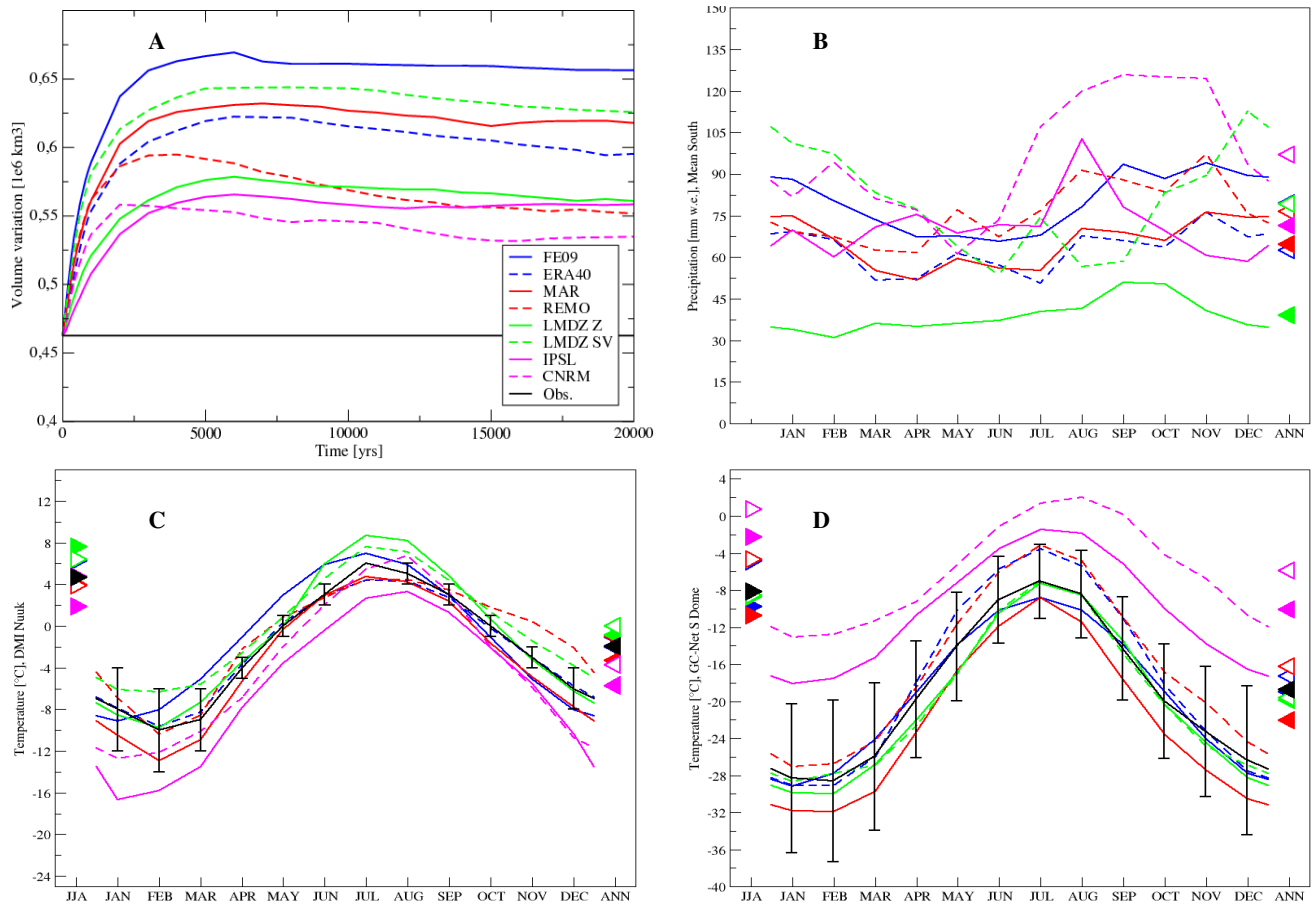 A
Volume variation [1e6 km3]
0,65
0,6
0,55
0,5
0,45
0,4
0
5000
10000
15000
20000
Time [yrs]
FE09
ERA40
MAR
REMO
LMDZ Z
LMDZ SV
IPSL
CNRM
Obs.
B
Precipitation [mm w.e.], Mean South
150
135
120
105
90
75
60
45
30
15
0
JAN FEB MAR APR MAY JUN JUL AUG SEP OCT NOV DEC ANN
C
Temperature [°C], DMI Nuuk
12
8
4
0
-4
-8
-12
-16
-20
-24
JJA JAN FEB MAR APR MAY JUN JUL AUG SEP OCT NOV DEC ANN
D
Temperature [°C], GC-Net S Dome
4
0
-4
-8
-12
-16
-20
-24
-28
-32
-36
-40
JJA JAN FEB MAR APR MAY JUN JUL AUG SEP OCT NOV DEC ANN